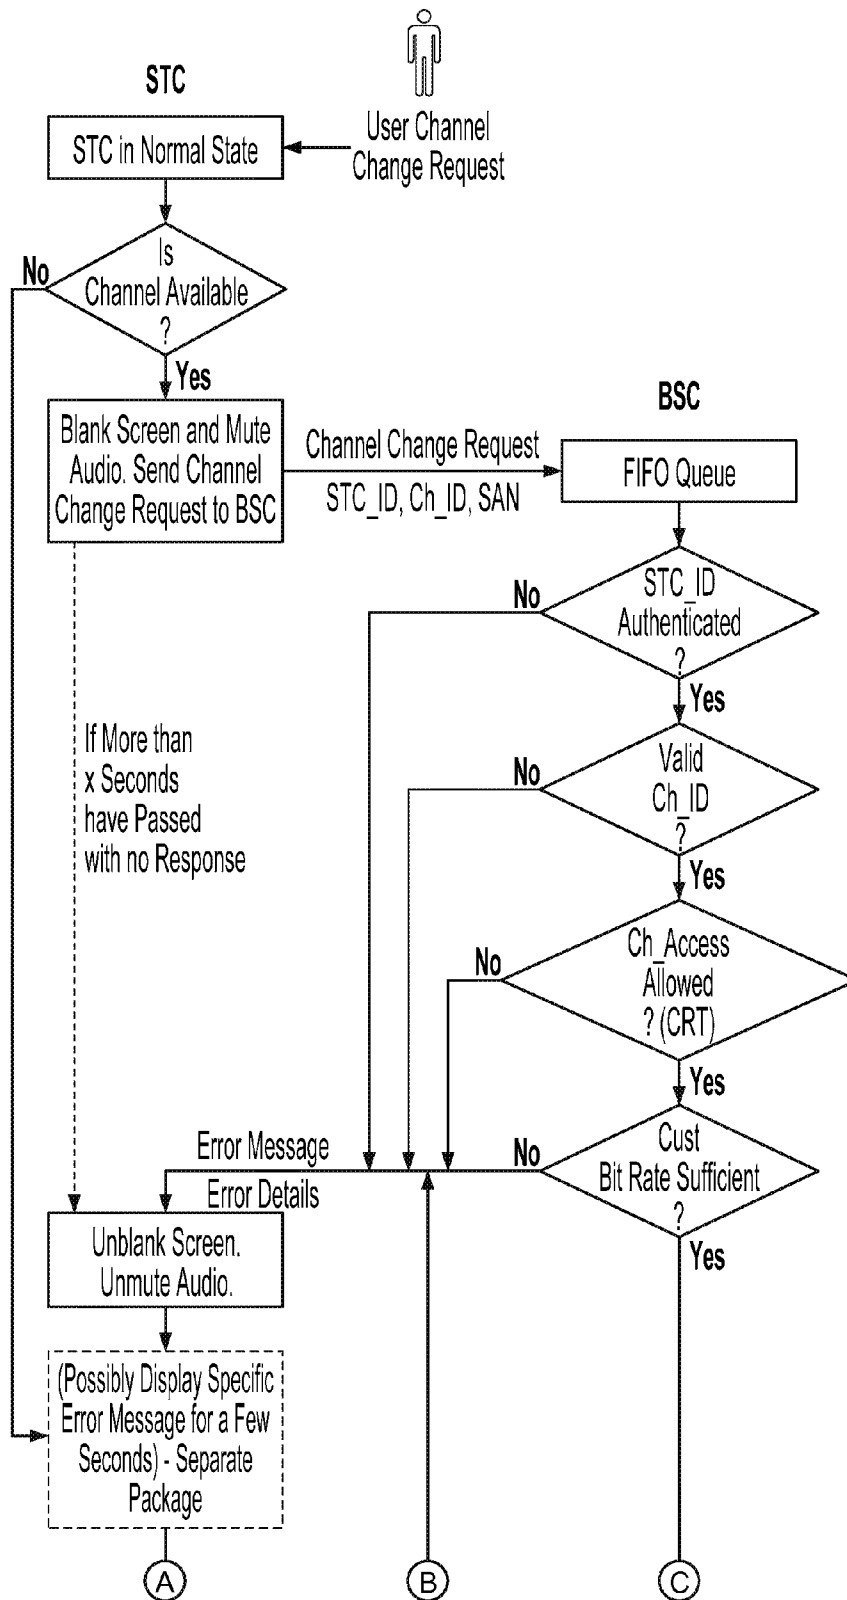 STC
User Channel
Change Request
STC in Normal State
Is
Channel Available
?
No
Yes
Blank Screen and Mute
Audio. Send Channel
Change Request to BSC
Channel Change Request
STC_ID, Ch_ID, SAN
BSC
FIFO Queue
STC_ID
Authenticated
?
No
Yes
If More than
x Seconds
have Passed
with no Response
Valid
Ch_ID
?
No
Yes
Ch_Access
Allowed
? (CRT)
No
Yes
Cust
Bit Rate Sufficient
?
No
Yes
Error Message
Error Details
Unblank Screen.
Unmute Audio.
(Possibly Display Specific
Error Message for a Few
Seconds) - Separate
Package
A
B
C